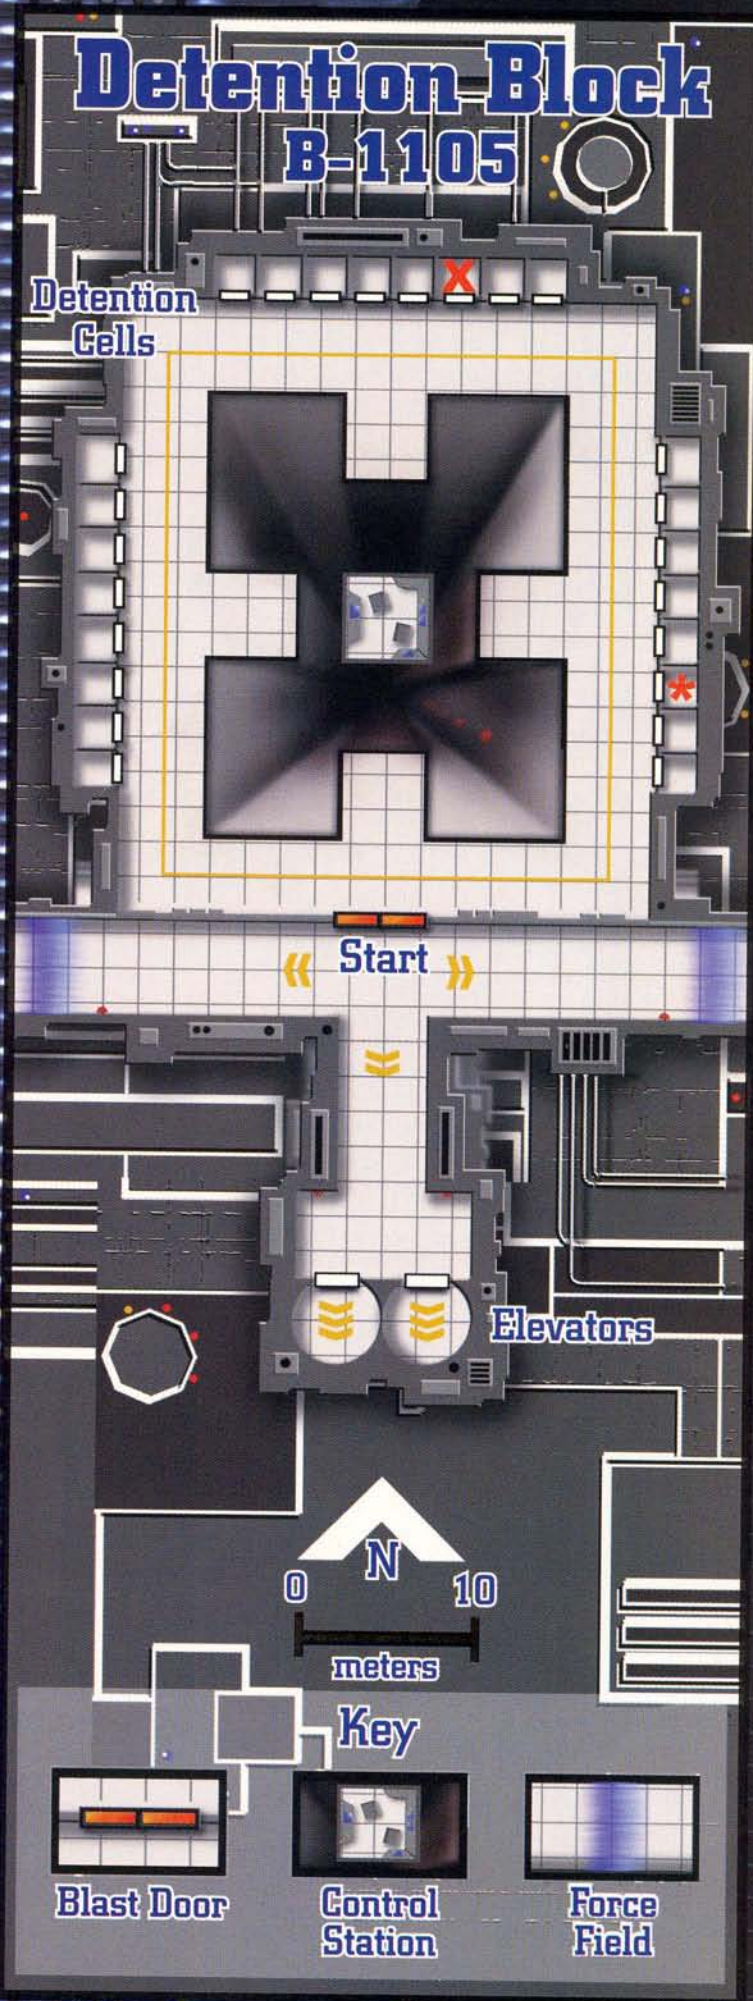 Detention Block
B-1105
Detention
Cells
X
*
Start
Elevators
N
0 10
meters
Key
Blast Door
Control
Station
Force
Field